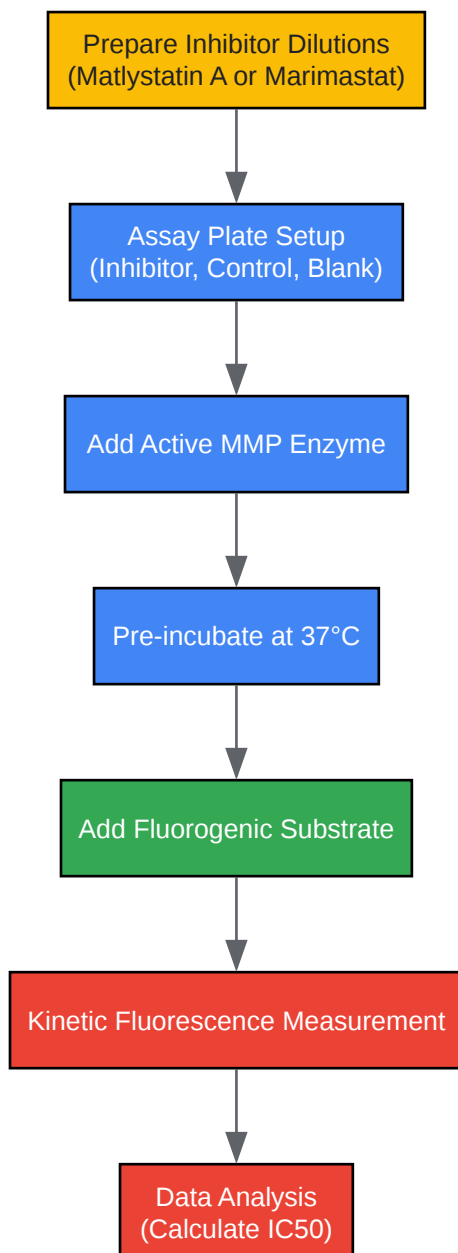 Prepare Inhibitor Dilutions
(Matlystatin A or Marimastat)
Assay Plate Setup
(Inhibitor, Control, Blank)
Add Active MMP Enzyme
Pre-incubate at 37°C
Add Fluorogenic Substrate
Kinetic Fluorescence Measurement
Data Analysis
(Calculate IC50)